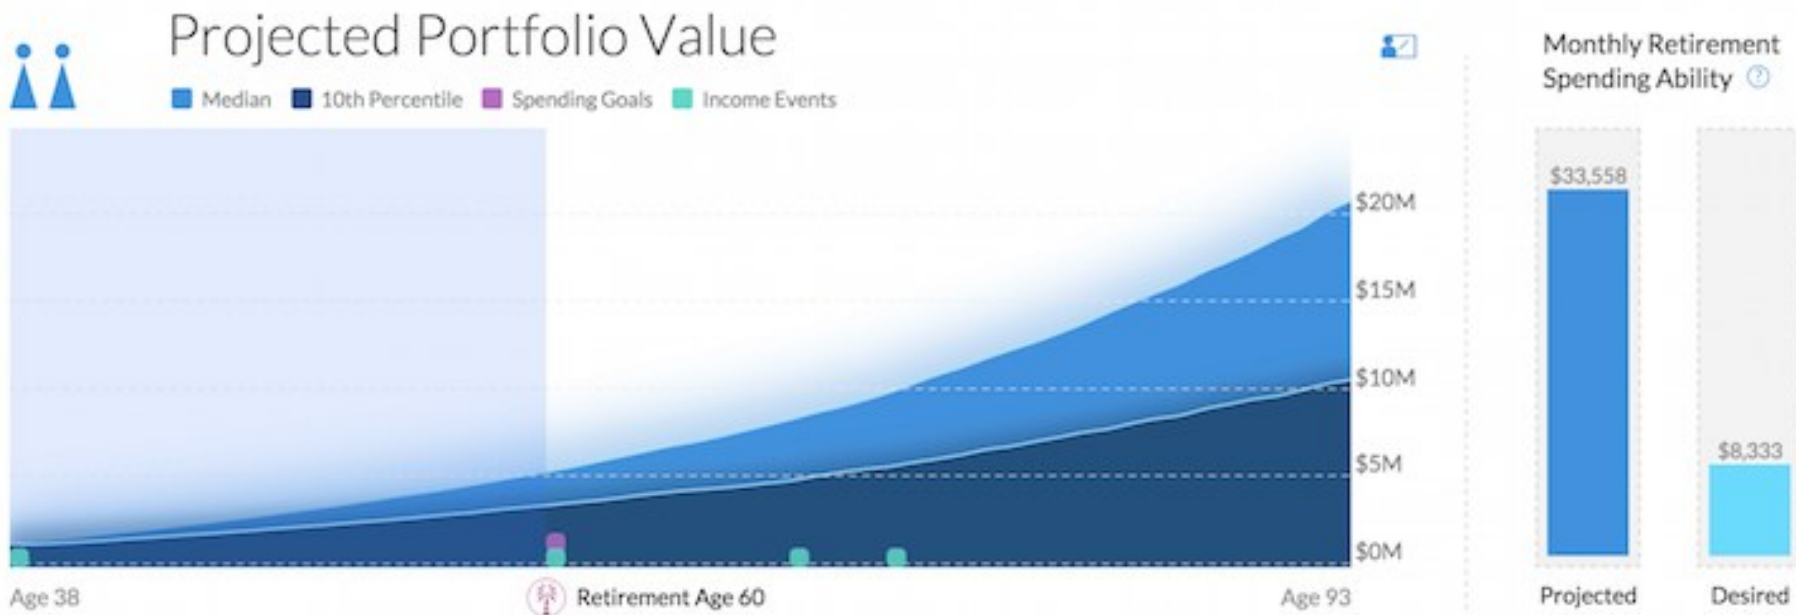 Projected Portfolio Value
Median
10th Percentile
Spending Goals
Income Events
$20M
$15M
$10M
$5M
$0M
Age 38
Retirement Age 60
Age 93
Monthly Retirement
Spending Ability ?
$33,558
$8,333
Projected
Desired